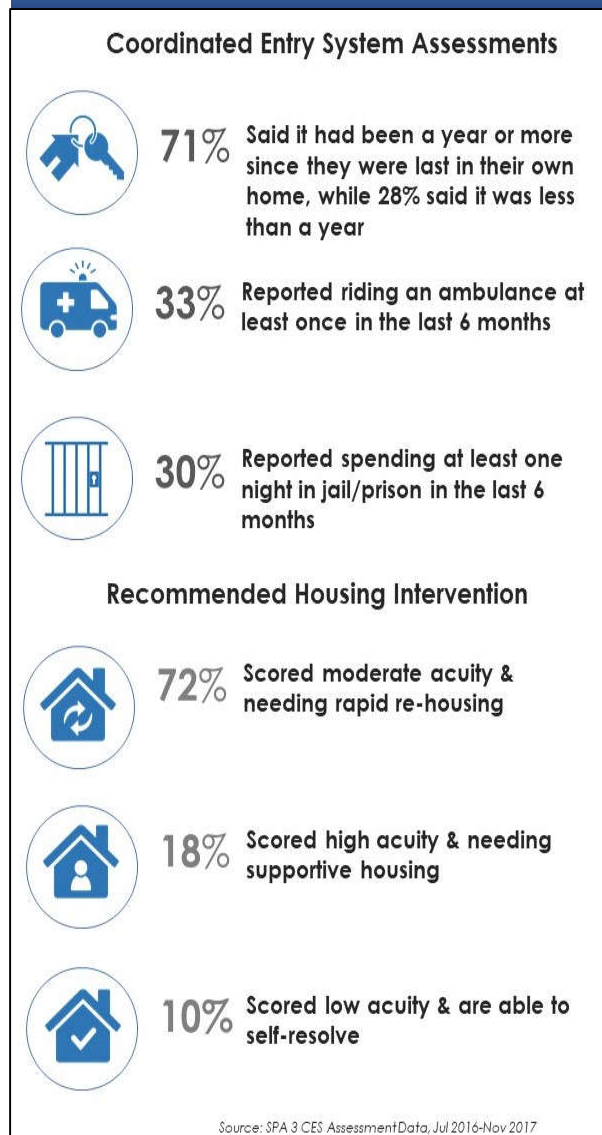 Coordinated Entry System Assessments
71% Said it had been a year or more
since they were last in their own
home, while 28% said it was less
than a year
33% Reported riding an ambulance at
least once in the last 6 months
30% Reported spending at least one
night in jail/prison in the last 6
months
Recommended Housing Intervention
72% Scored moderate acuity &
needing rapid re-housing
18% Scored high acuity & needing
supportive housing
10% Scored low acuity & are able to
self-resolve
Source: SPA 3 CES Assessment Data, Jul 2016-Nov 2017